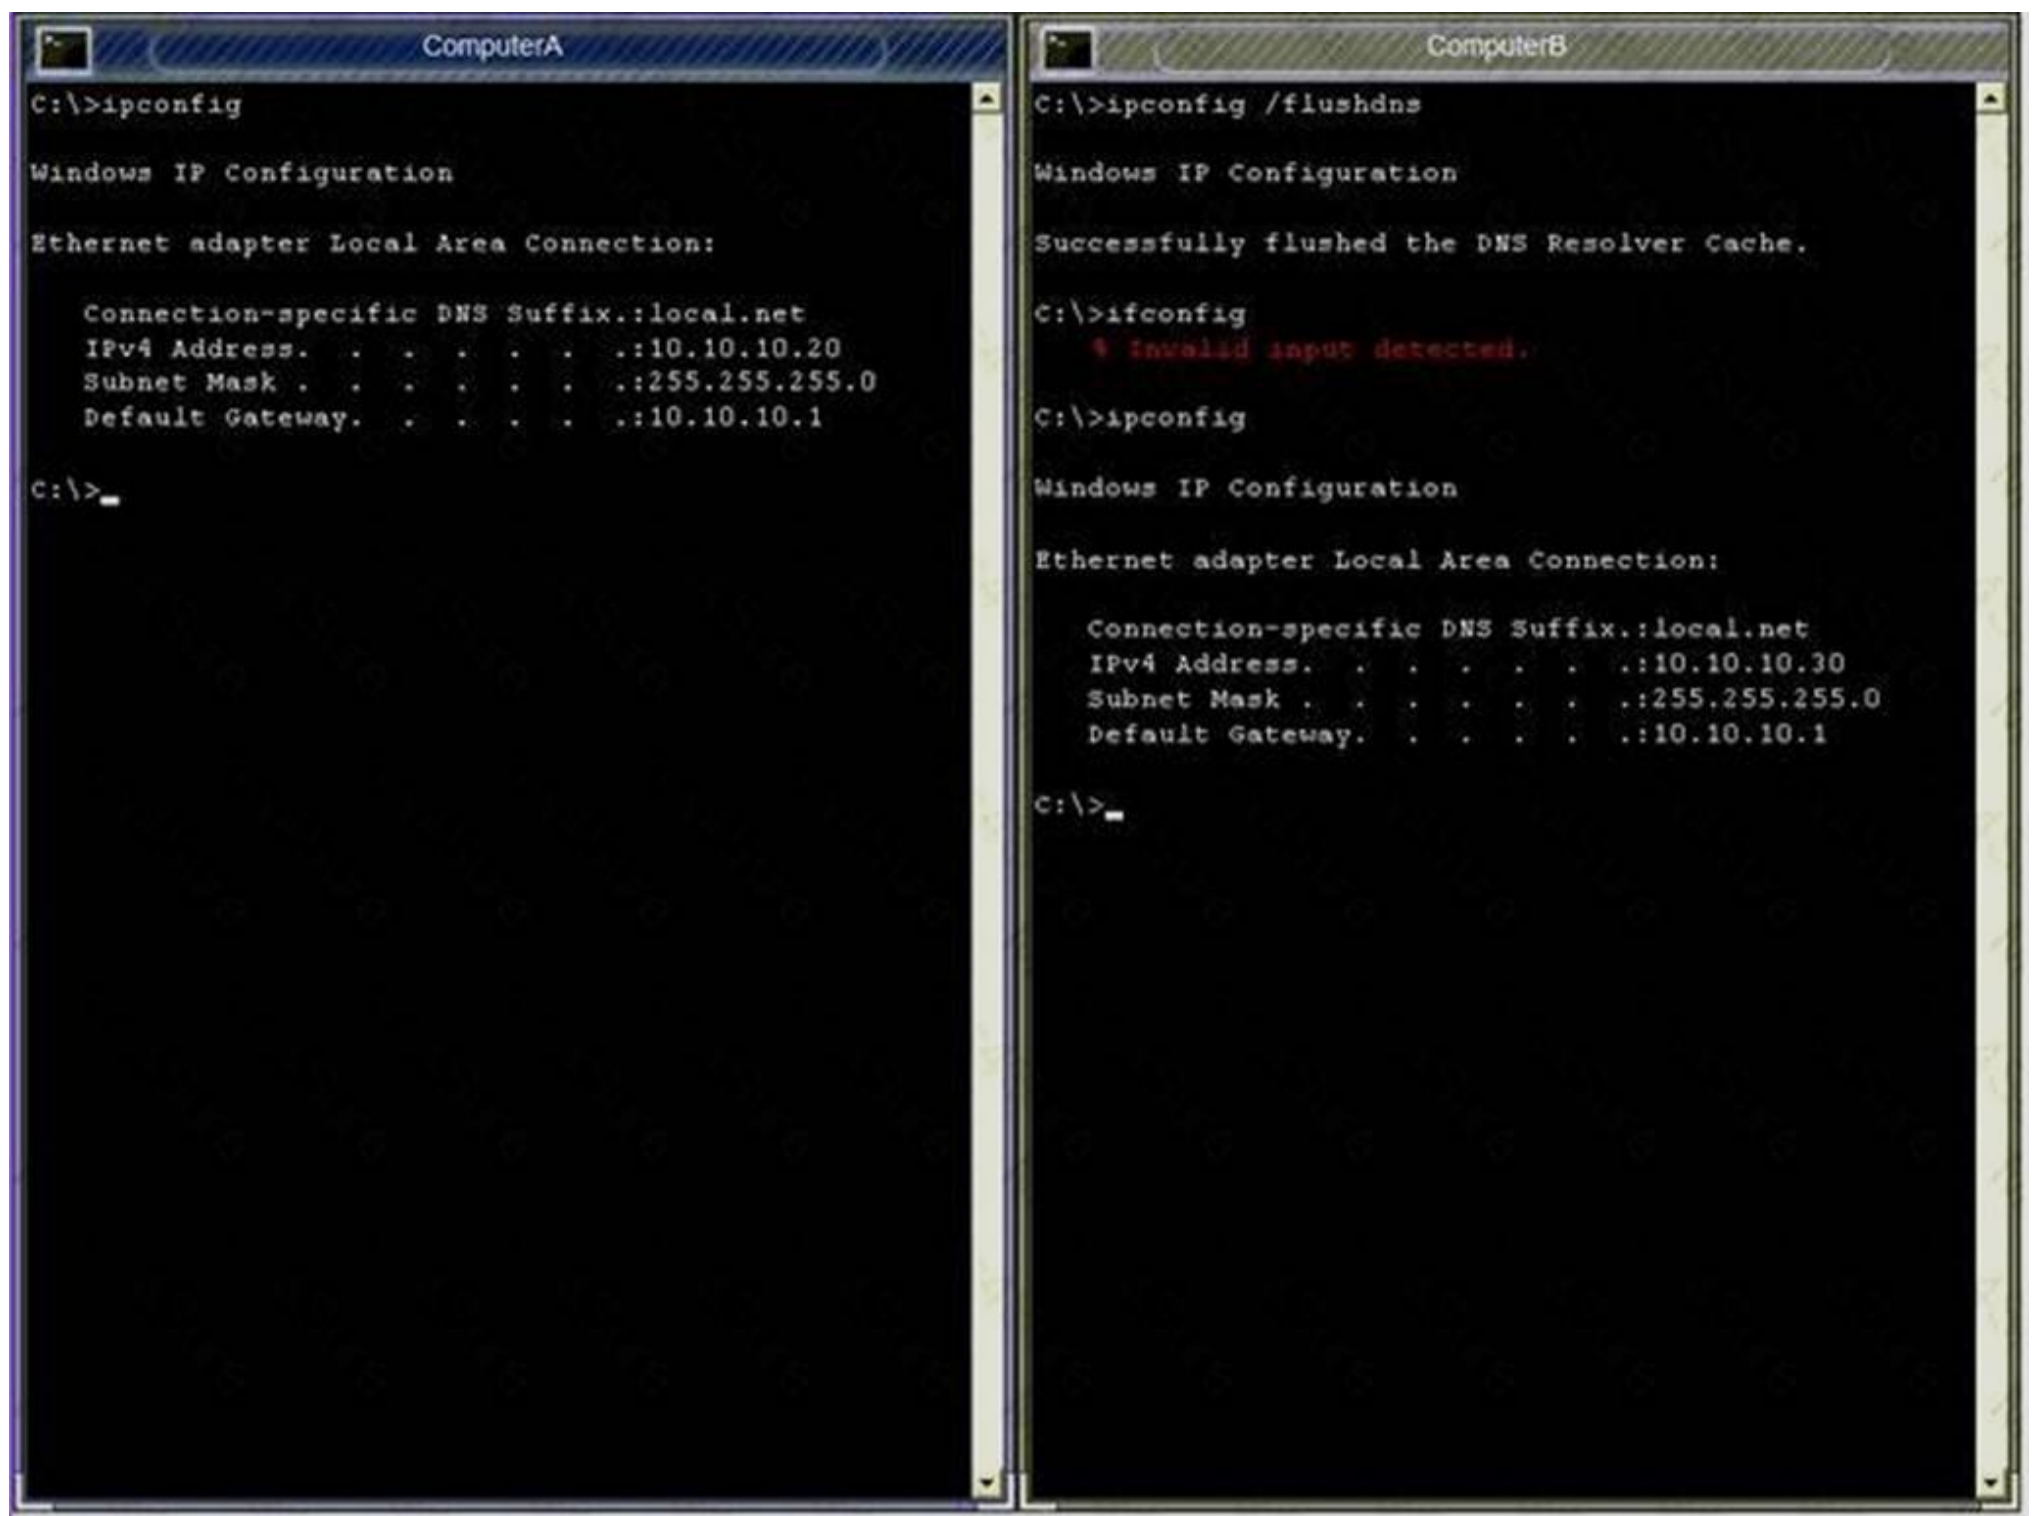 ComputerA
C:\>ipconfig
Windows IP Configuration
Ethernet adapter Local Area Connection:
Connection-specific DNS Suffix.:local.net
IPv4 Address. . . . . . .:10.10.10.20
Subnet Mask . . . . . . .:255.255.255.0
Default Gateway. . . . . .:10.10.10.1
C:\>
ComputerB
C:\>ipconfig /flushdns
Windows IP Configuration
Successfully flushed the DNS Resolver Cache.
C:\>ifconfig
% Invalid input detected.
C:\>ipconfig
Windows IP Configuration
Ethernet adapter Local Area Connection:
Connection-specific DNS Suffix.:local.net
IPv4 Address. . . . . . .:10.10.10.30
Subnet Mask . . . . . . .:255.255.255.0
Default Gateway. . . . . .:10.10.10.1
C:\>